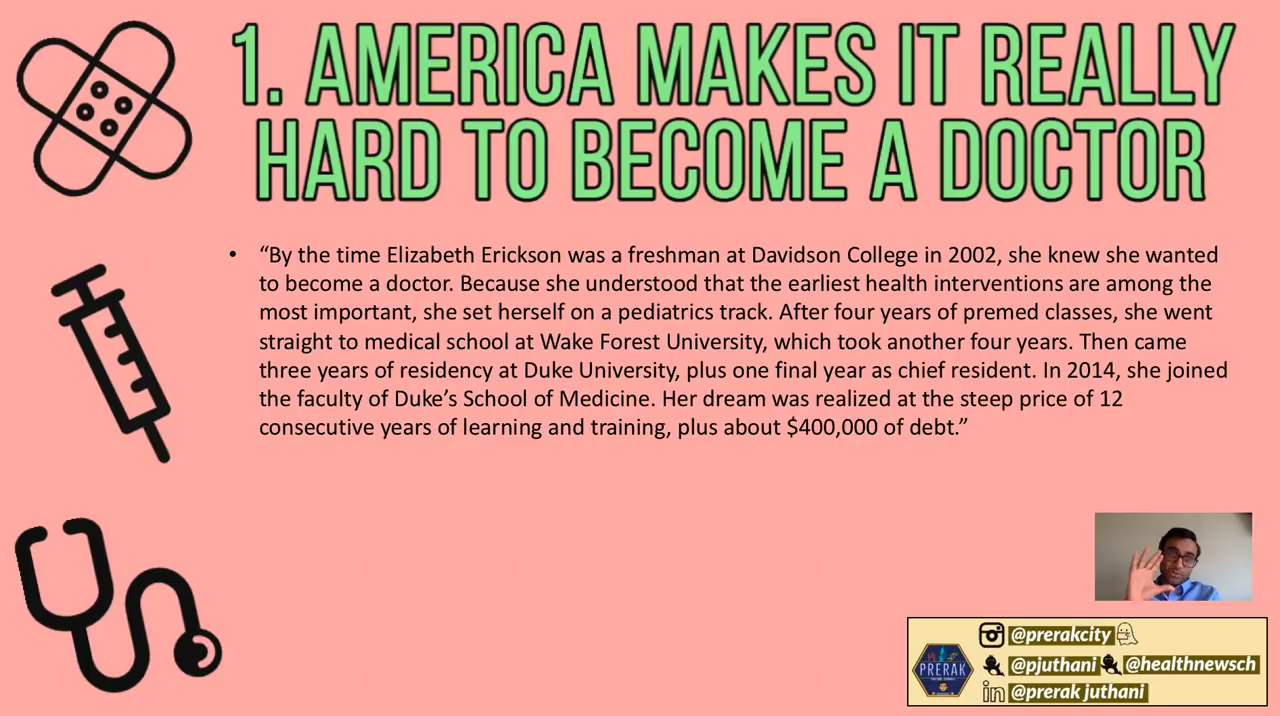 1. AMERICA MAKES IT REALLY
HARD TO BECOME A DOCTOR
• “By the time Elizabeth Erickson was a freshman at Davidson College in 2002, she knew she wanted
to become a doctor. Because she understood that the earliest health interventions are among the
most important, she set herself on a pediatrics track. After four years of premed classes, she went
straight to medical school at Wake Forest University, which took another four years. Then came
three years of residency at Duke University, plus one final year as chief resident. In 2014, she joined
the faculty of Duke’s School of Medicine. Her dream was realized at the steep price of 12
consecutive years of learning and training, plus about $400,000 of debt.”
@prerakcity
@pjuthani @healthnewsch
in @prerak juthani
PRERAK